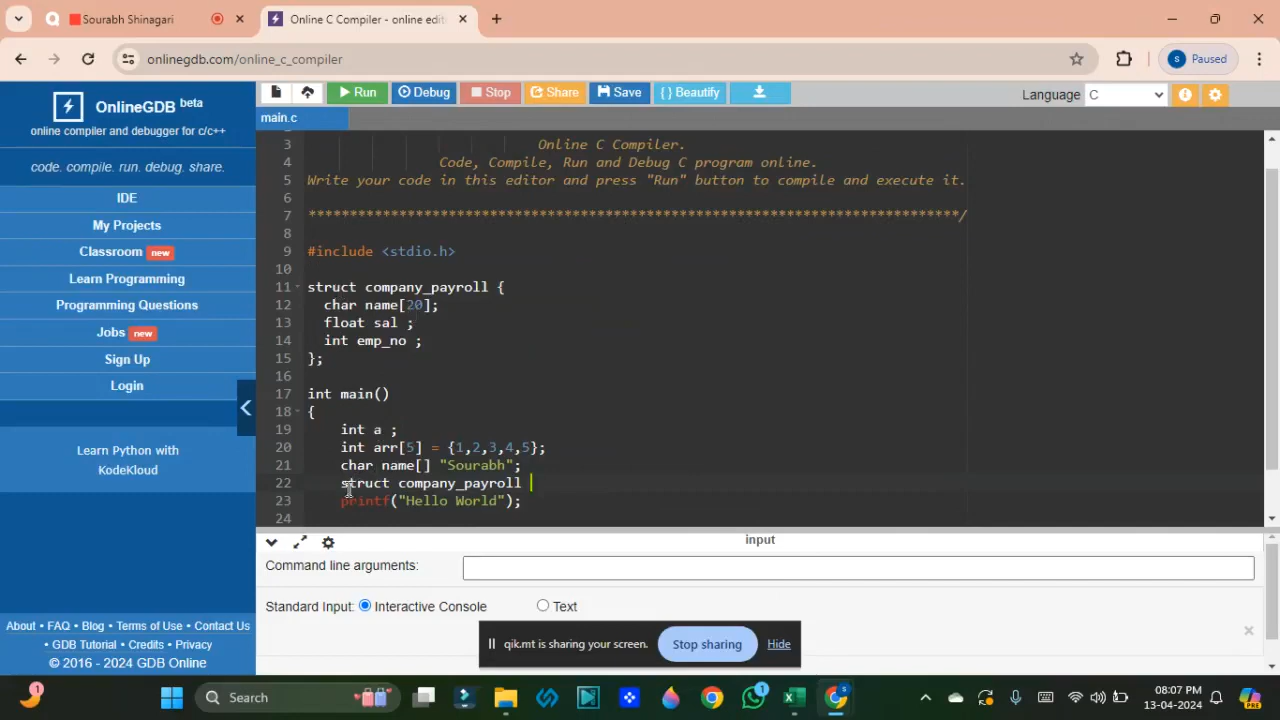 Sourabh Shinagari
Online C Compiler - online edit
onlinegdb.com/online_c_compiler
S Paused
OnlineGDB beta
online compiler and debugger for c/c++
code. compile. run. debug. share.
IDE
My Projects
Classroom new
Learn Programming
Programming Questions
Jobs new
Sign Up
Login
Learn Python with
KodeKloud
About • FAQ • Blog • Terms of Use • Contact Us
• GDB Tutorial • Credits • Privacy
© 2016 - 2024 GDB Online
Run
Debug
Stop
Share
Save
{ } Beautify
Language C
main.c
3 Online C Compiler.
4 Code, Compile, Run and Debug C program online.
5 Write your code in this editor and press "Run" button to compile and execute it.
6
7 *******************************************************************************/
8
9 #include <stdio.h>
10
11 struct company_payroll {
12 char name[20];
13 float sal ;
14 int emp_no ;
15 };
16
17 int main()
18 {
19 int a ;
20 int arr[5] = {1,2,3,4,5};
21 char name[] "Sourabh";
22 struct company_payroll
23 printf("Hello World");
24
input
Command line arguments:
Standard Input: Interactive Console Text
qik.mt is sharing your screen. Stop sharing Hide
1
Search
1
S
08:07 PM
13-04-2024
PRE